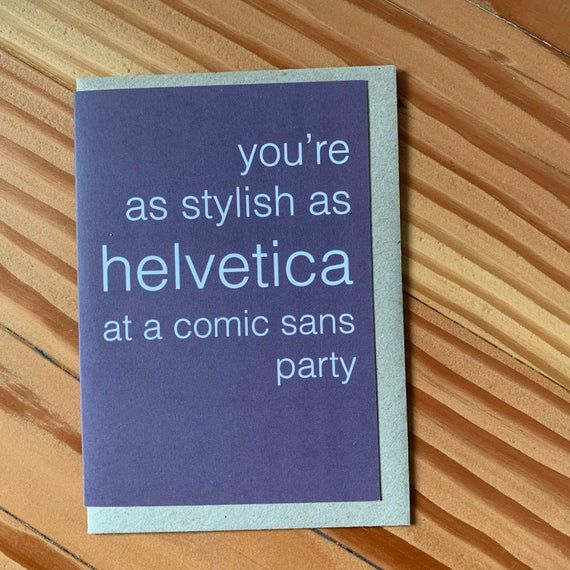 you're
as stylish as
helvetica
at a comic sans
party